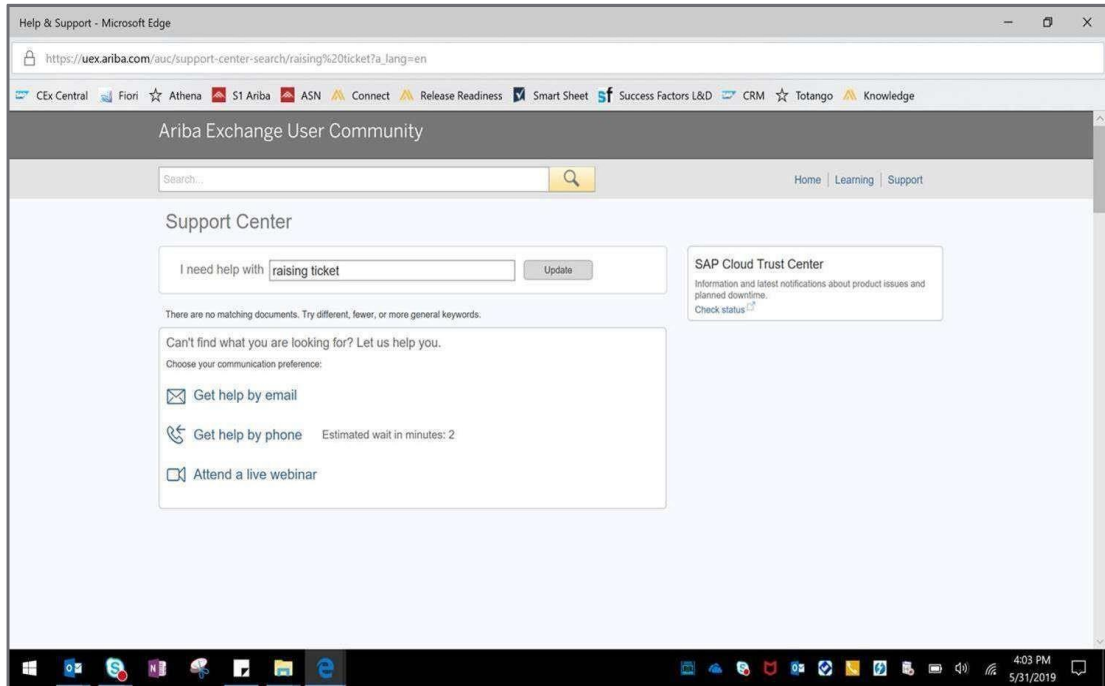 Help & Support - Microsoft Edge
https://uex.ariba.com/auc/support-center-search/raising%20ticket?a_lang=en
CEx Central Fiori Athena S1 Ariba ASN Connect Release Readiness Smart Sheet Sf Success Factors L&D CRM Totango Knowledge
Ariba Exchange User Community
Search...
Home | Learning | Support
Support Center
I need help with raising ticket Update
There are no matching documents. Try different, fewer, or more general keywords.
Can't find what you are looking for? Let us help you.
Choose your communication preference:
Get help by email
Get help by phone Estimated wait in minutes: 2
Attend a live webinar
SAP Cloud Trust Center
Information and latest notifications about product issues and
planned downtime.
Check status
4:03 PM
5/31/2019